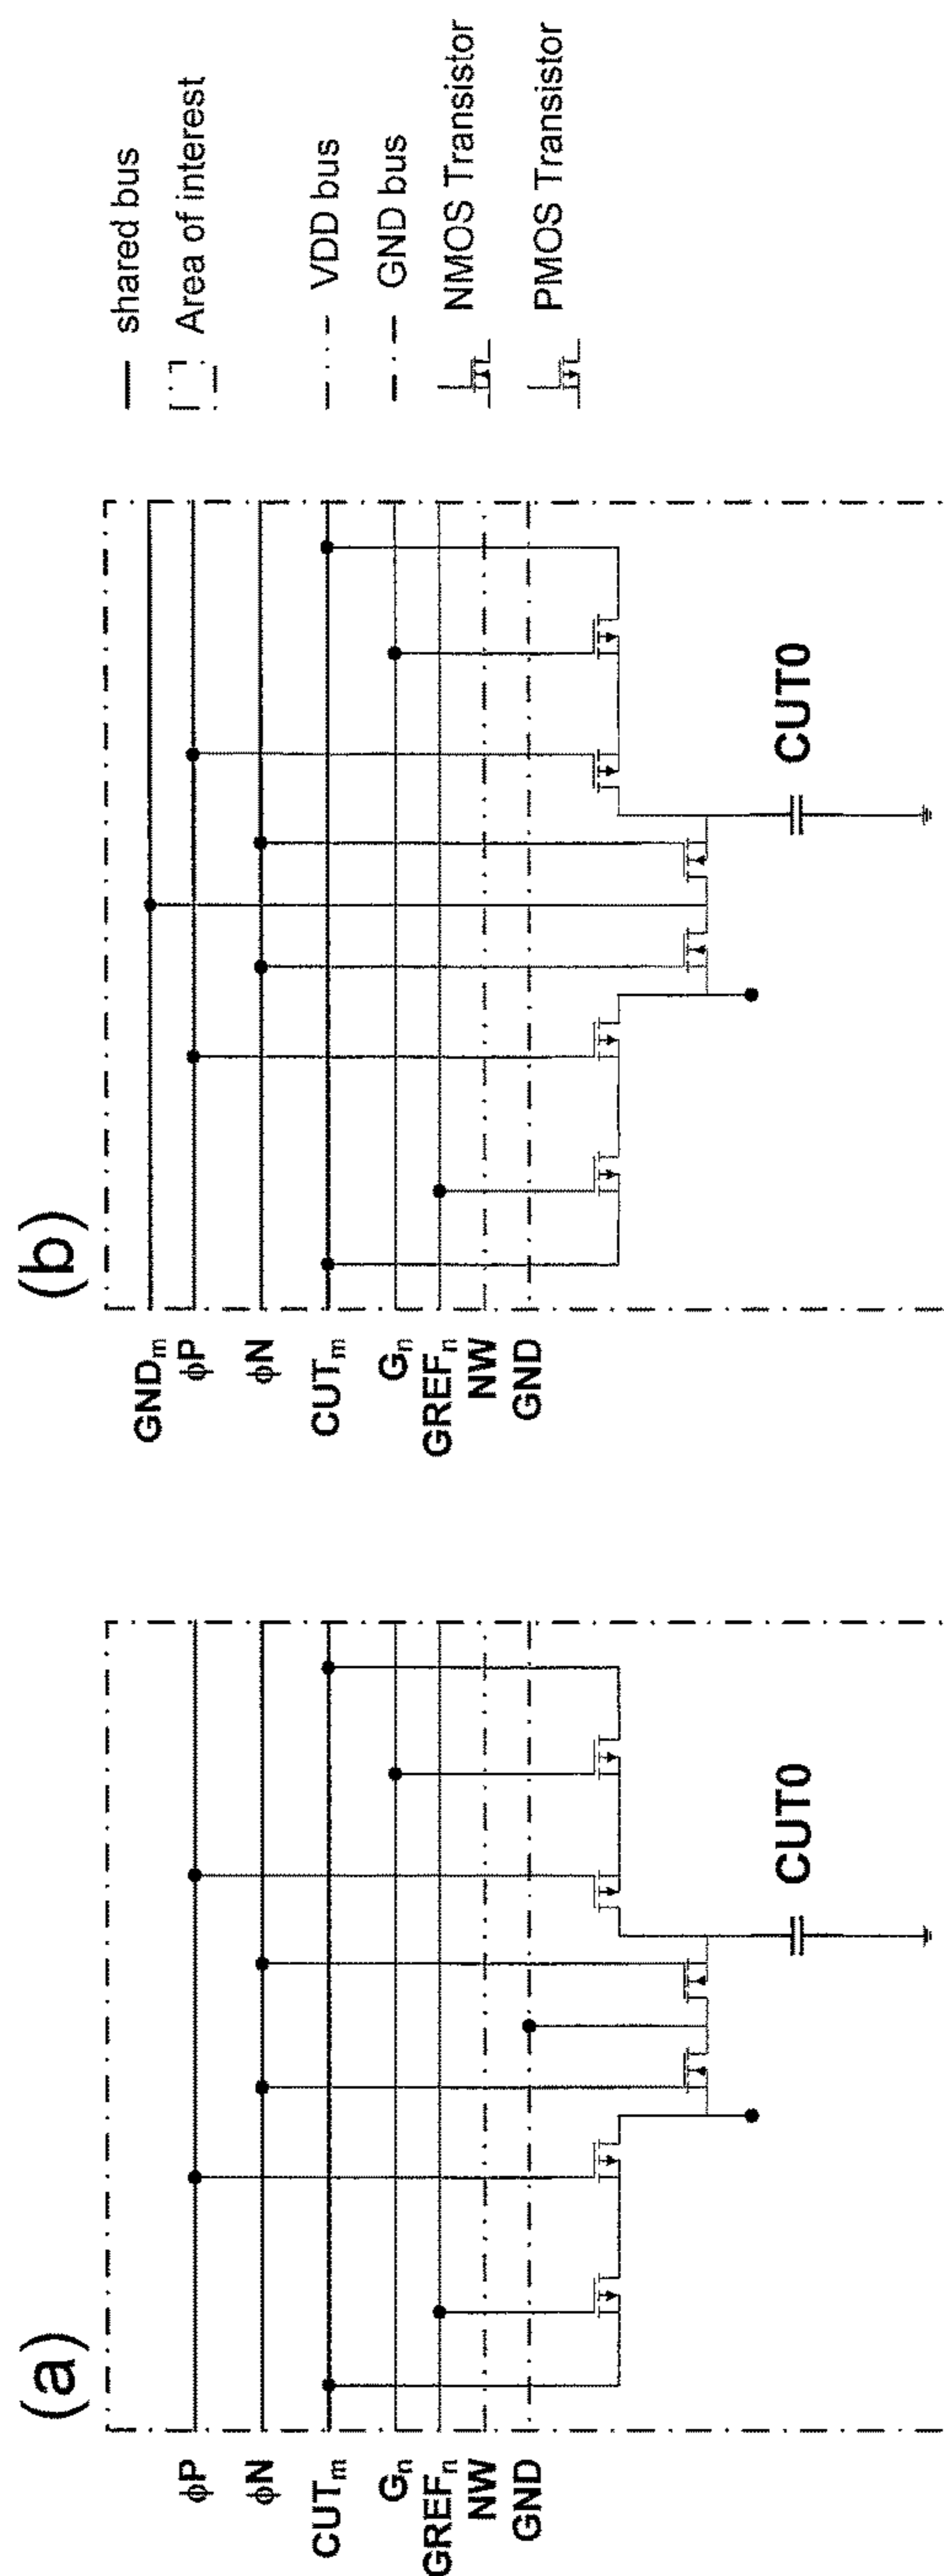 (a)
ϕP
ϕN
CUTm
Gn
GREFn
NW
GND
CUT0
(b)
GNDm
ϕP
ϕN
CUTm
Gn
GREFn
NW
GND
CUT0
shared bus
Area of interest
VDD bus
GND bus
NMOS Transistor
PMOS Transistor